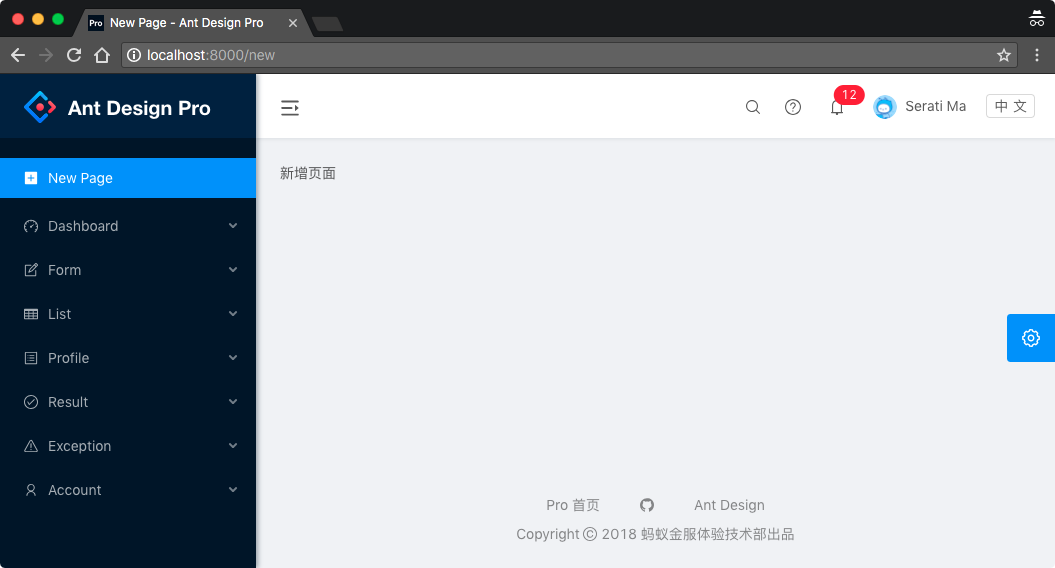 Pro New Page - Ant Design Pro
localhost:8000/new
Ant Design Pro
12
Serati Ma
中 文
New Page
新增页面
Dashboard
Form
List
Profile
Result
Exception
Account
Pro 首页 Ant Design
Copyright © 2018 蚂蚁金服体验技术部出品